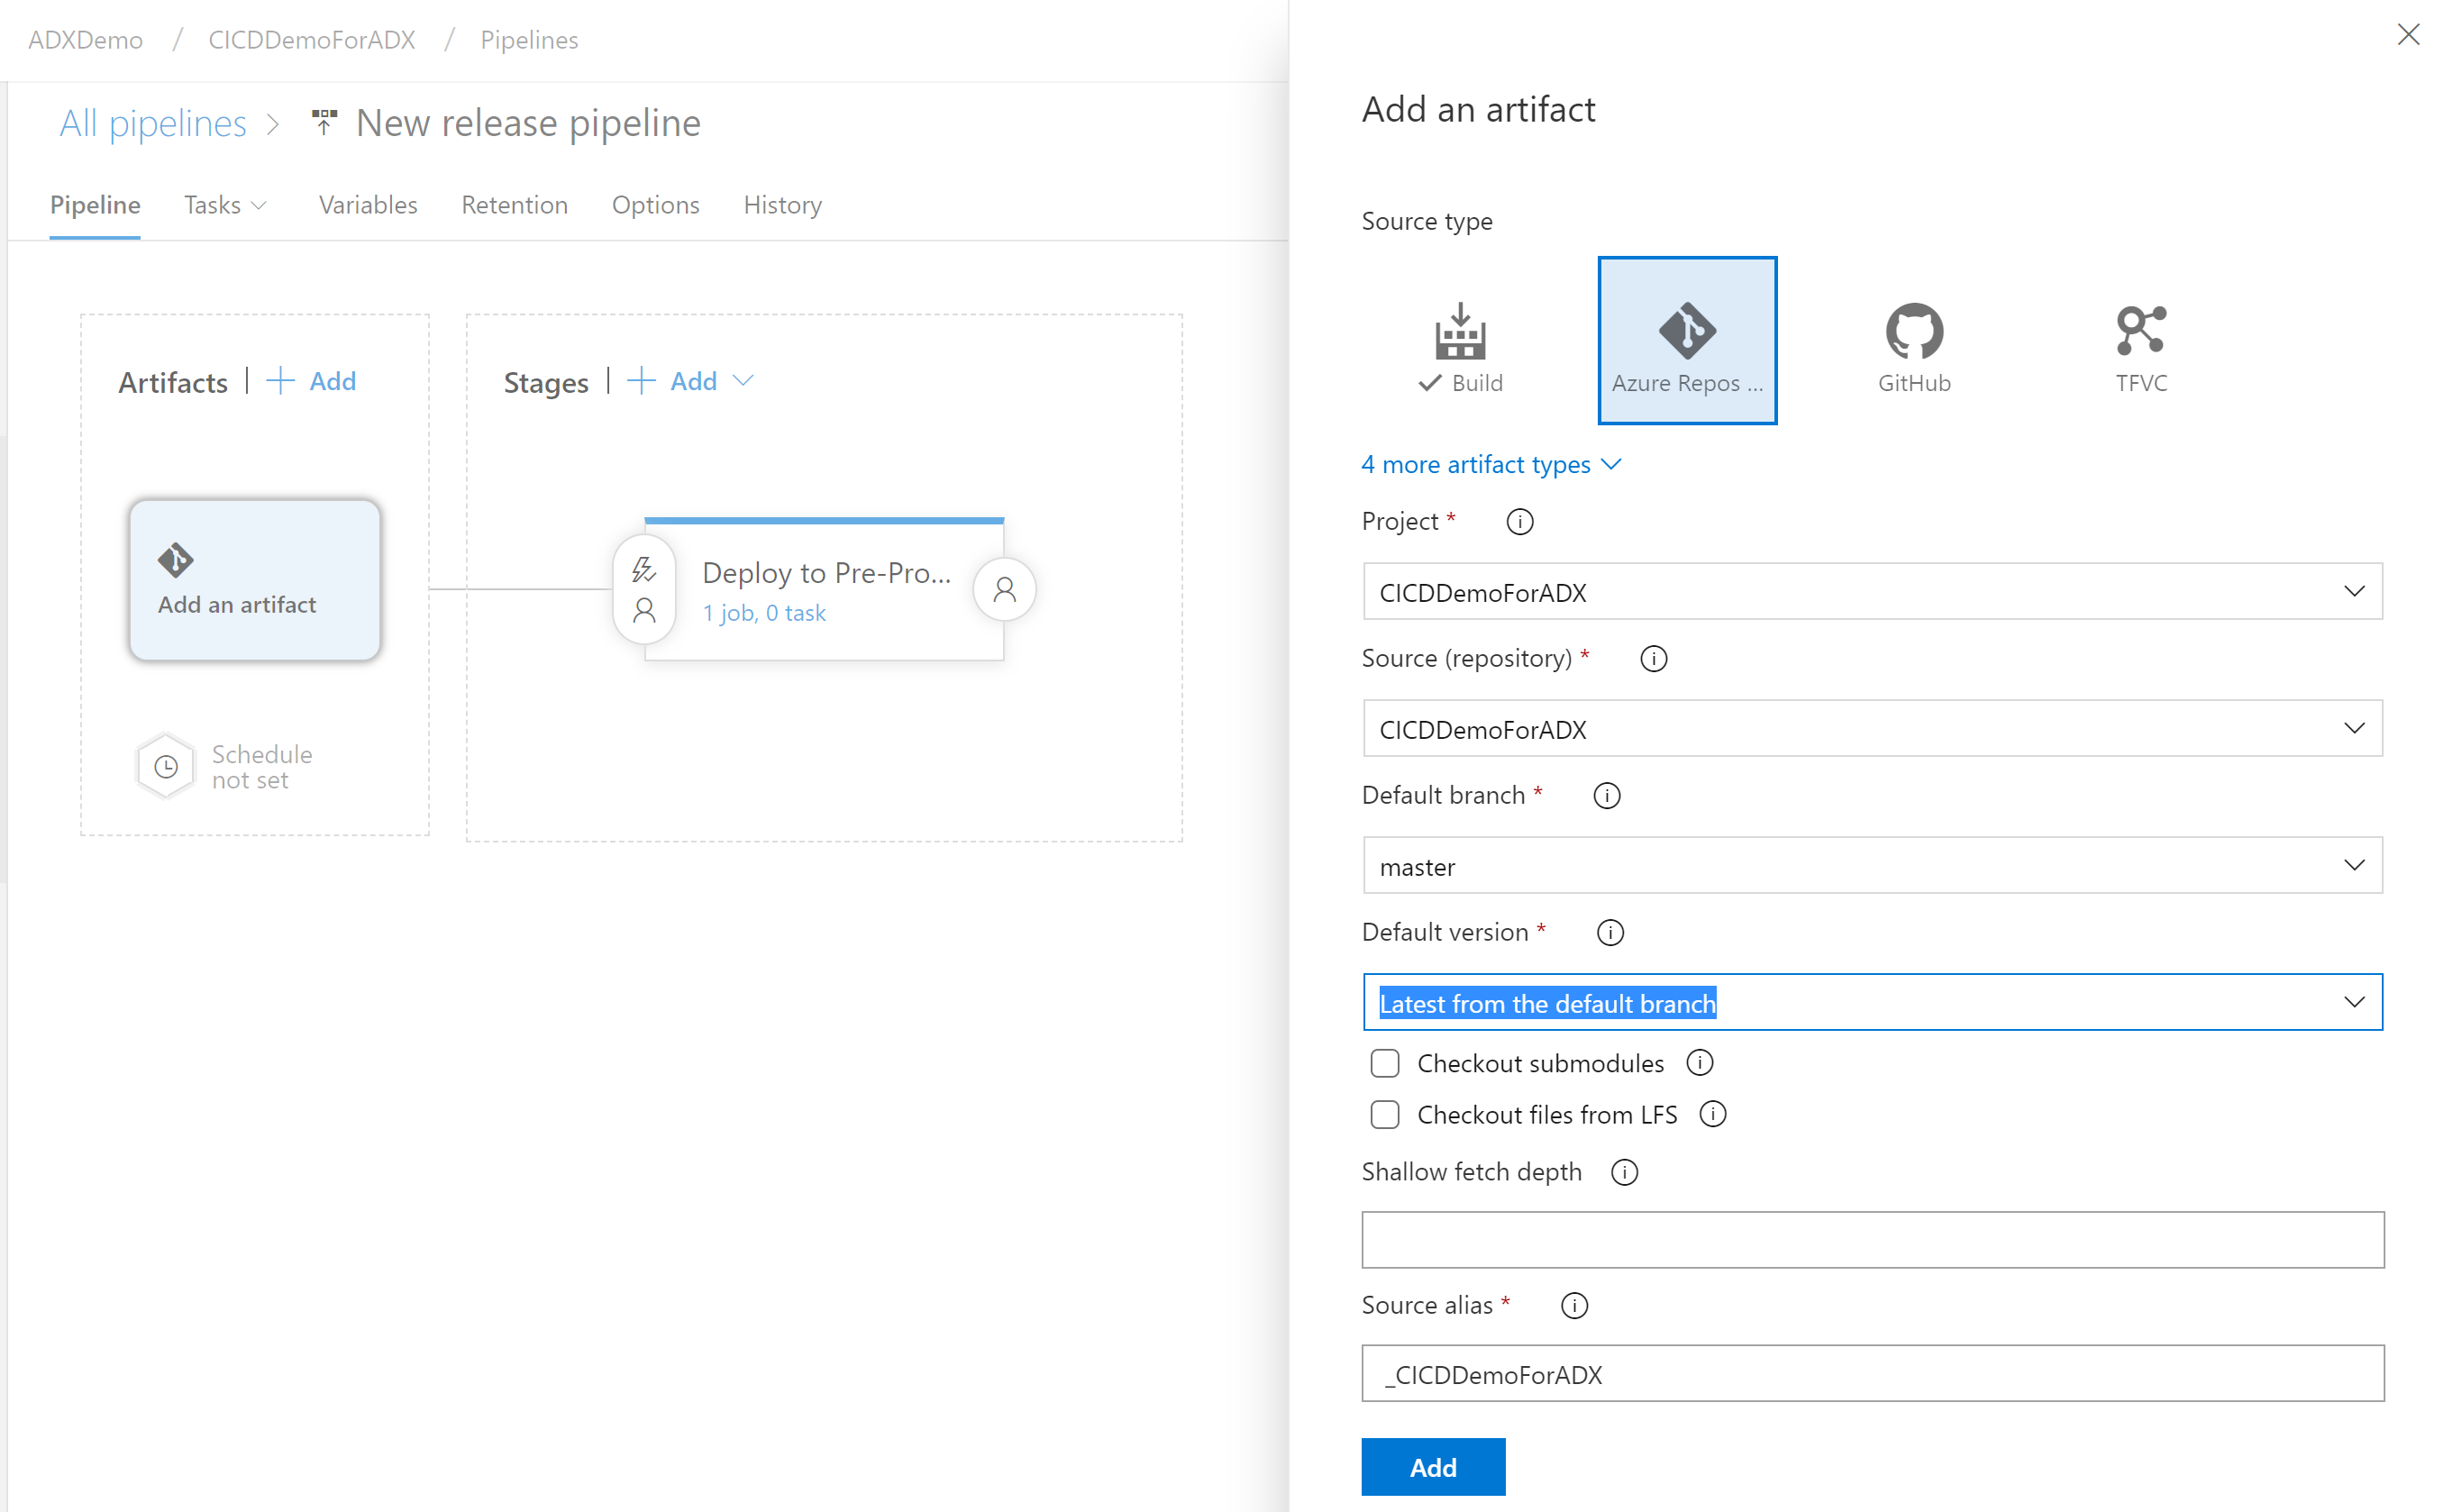 ADXDemo / CICDDemoForADX / Pipelines
All pipelines > New release pipeline
Pipeline Tasks Variables Retention Options History
Artifacts | + Add
Stages | + Add
Add an artifact
Schedule
not set
Deploy to Pre-Pro...
1 job, 0 task
Add an artifact
Source type
Build
Azure Repos ...
GitHub
TFVC
4 more artifact types
Project *
CICDDemoForADX
Source (repository) *
CICDDemoForADX
Default branch *
master
Default version *
Latest from the default branch
Checkout submodules
Checkout files from LFS
Shallow fetch depth
Source alias *
_CICDDemoForADX
Add